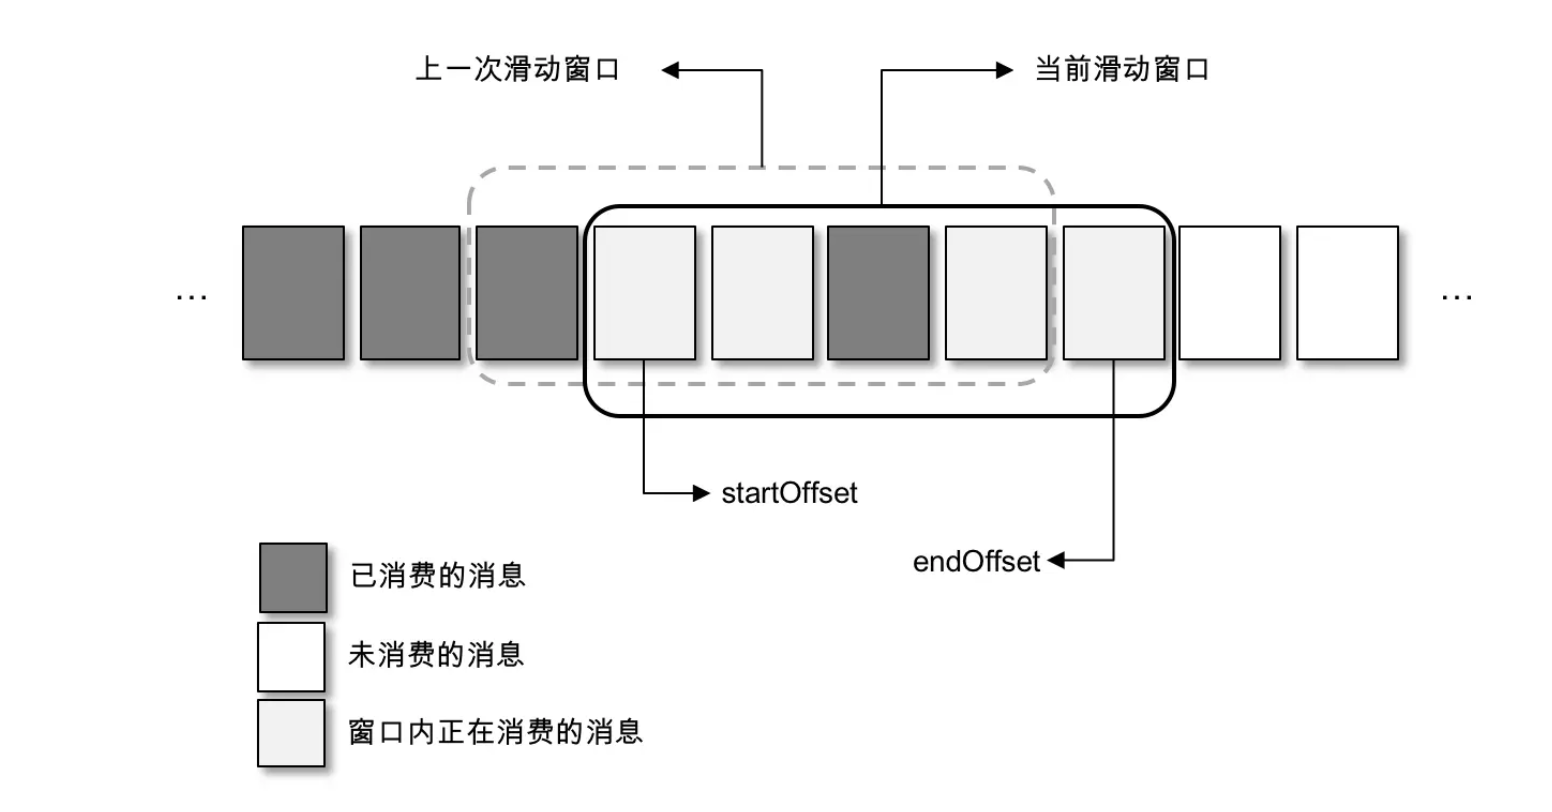 上一次滑动窗口
当前滑动窗口
...
...
startOffset
endOffset
已消费的消息
未消费的消息
窗口内正在消费的消息